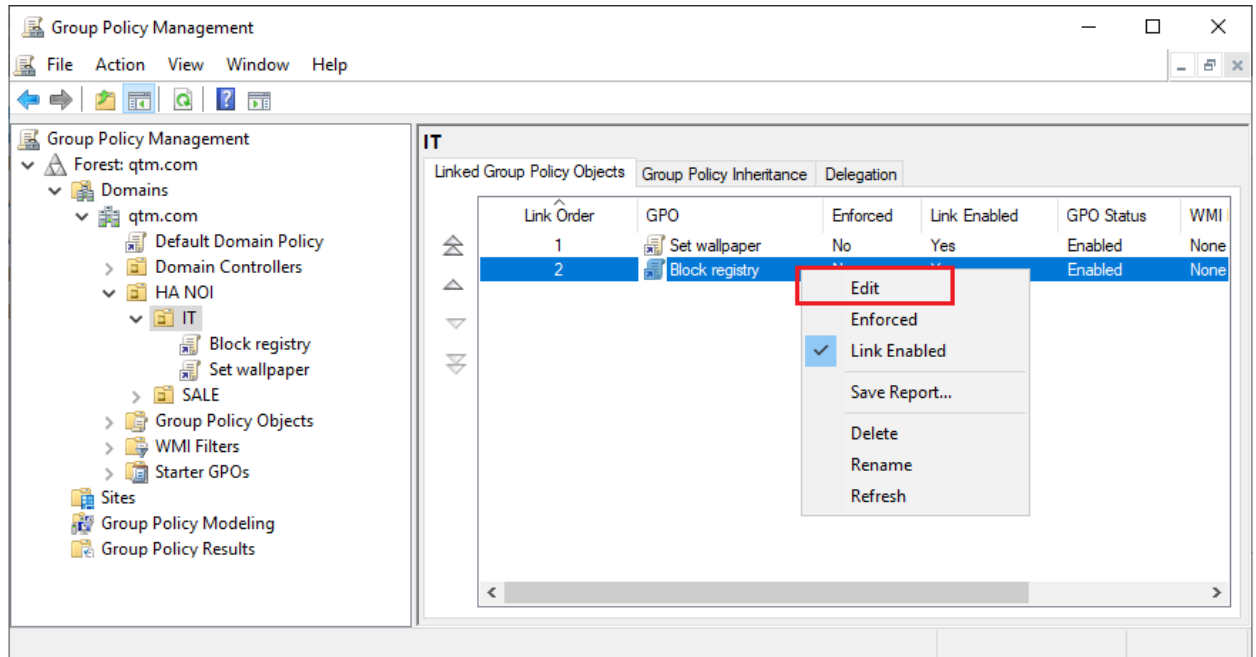 Group Policy Management
File Action View Window Help
Group Policy Management
Forest: qtm.com
Domains
qtm.com
Default Domain Policy
Domain Controllers
HA NOI
IT
Block registry
Set wallpaper
SALE
Group Policy Objects
WMI Filters
Starter GPOs
Sites
Group Policy Modeling
Group Policy Results
IT
Linked Group Policy Objects Group Policy Inheritance Delegation
Link Order GPO Enforced Link Enabled GPO Status WMI
1 Set wallpaper No Yes Enabled None
2 Block registry Enabled None
Edit
Enforced
Link Enabled
Save Report...
Delete
Rename
Refresh